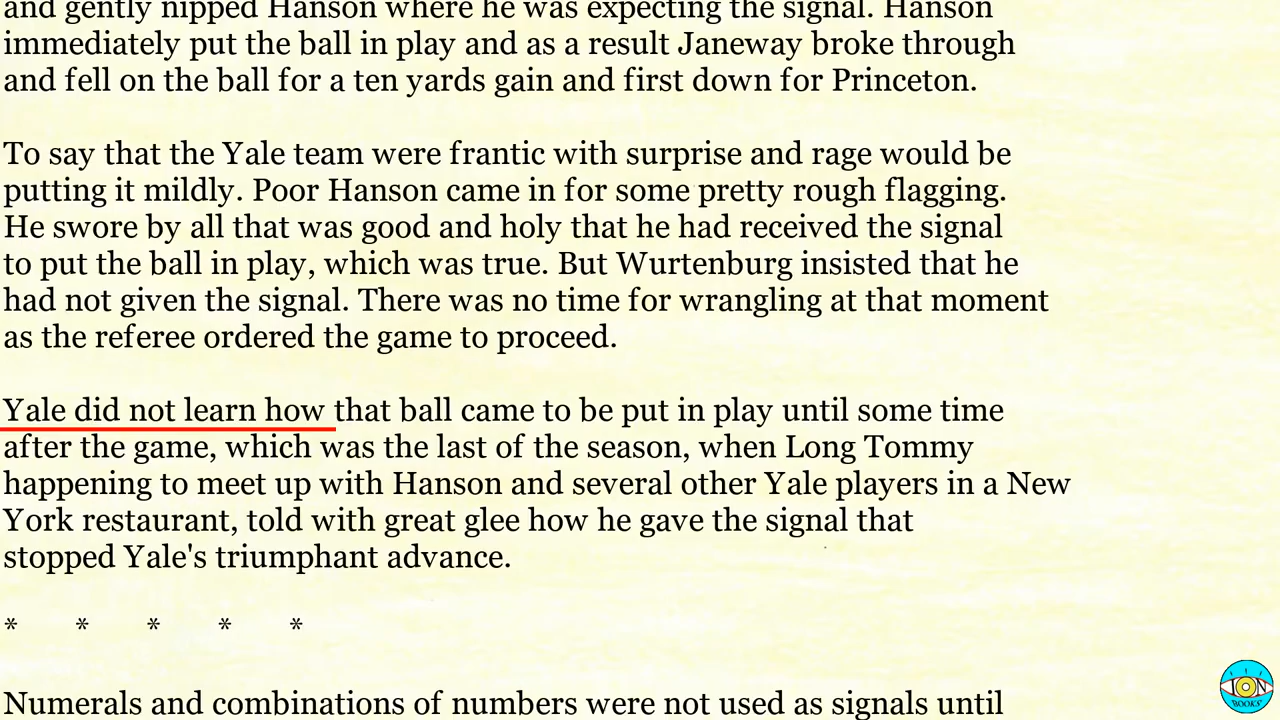 and gently nipped Hanson where he was expecting the signal. Hanson
immediately put the ball in play and as a result Janeway broke through
and fell on the ball for a ten yards gain and first down for Princeton.
To say that the Yale team were frantic with surprise and rage would be
putting it mildly. Poor Hanson came in for some pretty rough flagging.
He swore by all that was good and holy that he had received the signal
to put the ball in play, which was true. But Wurtenburg insisted that he
had not given the signal. There was no time for wrangling at that moment
as the referee ordered the game to proceed.
Yale did not learn how that ball came to be put in play until some time
after the game, which was the last of the season, when Long Tommy
happening to meet up with Hanson and several other Yale players in a New
York restaurant, told with great glee how he gave the signal that
stopped Yale's triumphant advance.
* * * * *
Numerals and combinations of numbers were not used as signals until
ION
BOOKS